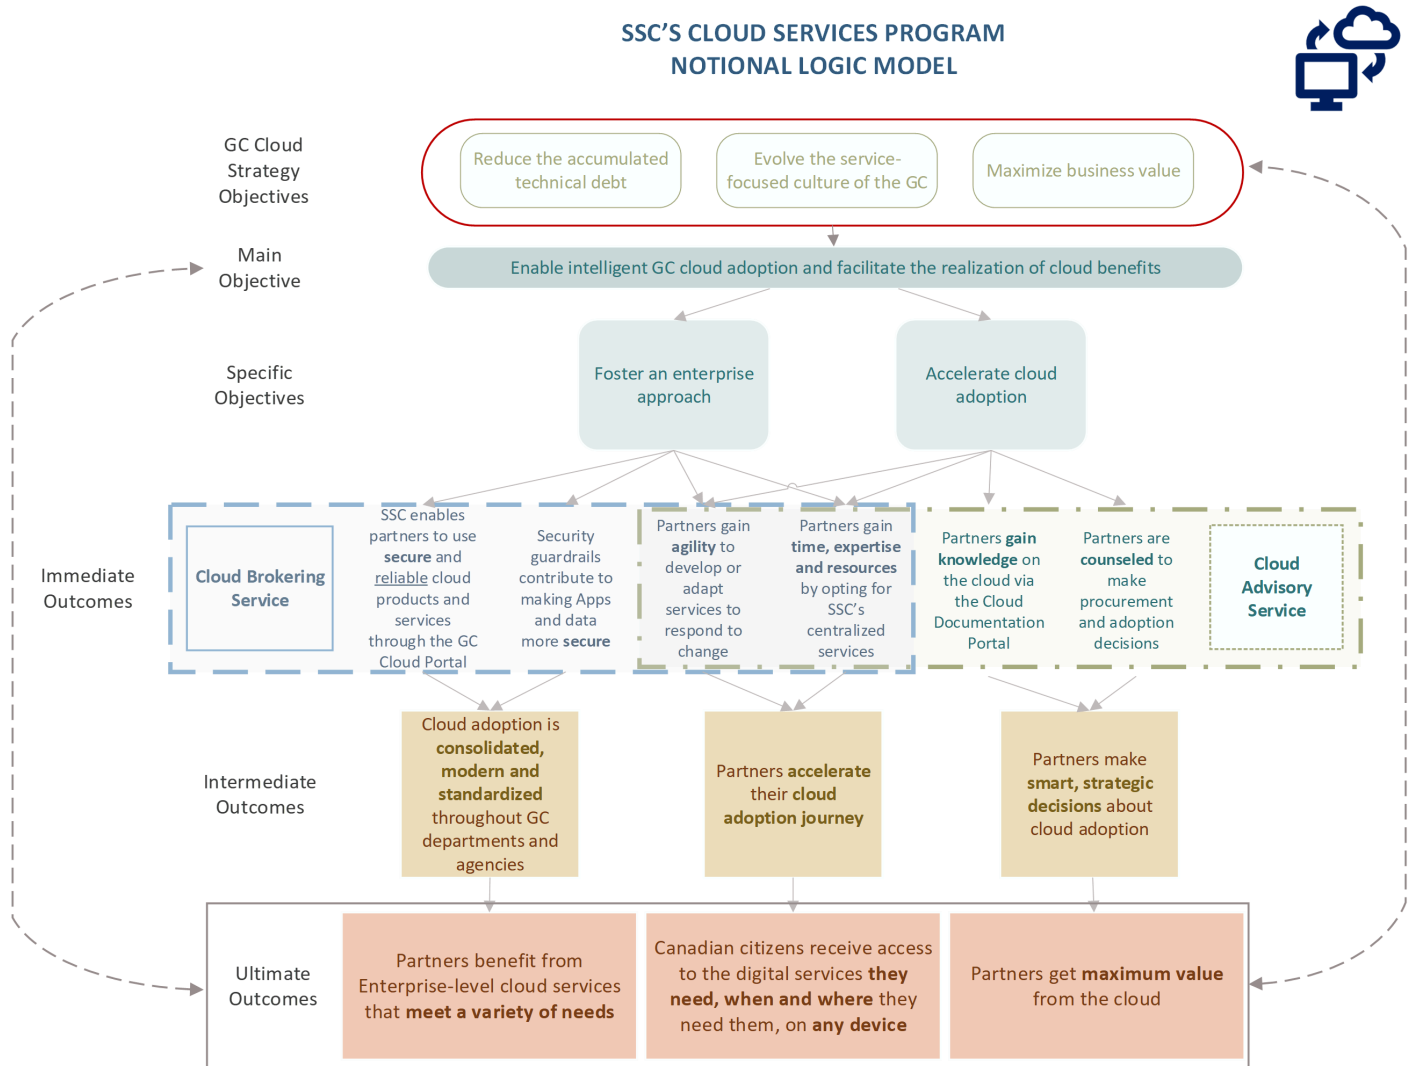 SSC'S CLOUD SERVICES PROGRAM
NOTIONAL LOGIC MODEL
GC Cloud
Strategy
Objectives
Reduce the accumulated
technical debt
Evolve the service-
focused culture of the GC
Maximize business value
Main
Objective
Enable intelligent GC cloud adoption and facilitate the realization of cloud benefits
Specific
Objectives
Foster an enterprise
approach
Accelerate cloud
adoption
Immediate
Outcomes
Cloud Brokering
Service
SSC enables
partners to use
secure and
reliable cloud
products and
services
through the GC
Cloud Portal
Security
guardrails
contribute to
making Apps
and data
more secure
Partners gain
agility to
develop or
adapt
services to
respond to
change
Partners gain
time, expertise
and resources
by opting for
SSC's
centralized
services
Partners gain
knowledge on
the cloud via
the Cloud
Documentation
Portal
Partners are
counseled to
make
procurement
and adoption
decisions
Cloud
Advisory
Service
Intermediate
Outcomes
Cloud adoption is
consolidated,
modern and
standardized
throughout GC
departments and
agencies
Partners accelerate
their cloud
adoption journey
Partners make
smart, strategic
decisions about
cloud adoption
Ultimate
Outcomes
Partners benefit from
Enterprise-level cloud services
that meet a variety of needs
Canadian citizens receive access
to the digital services they
need, when and where they
need them, on any device
Partners get maximum value
from the cloud